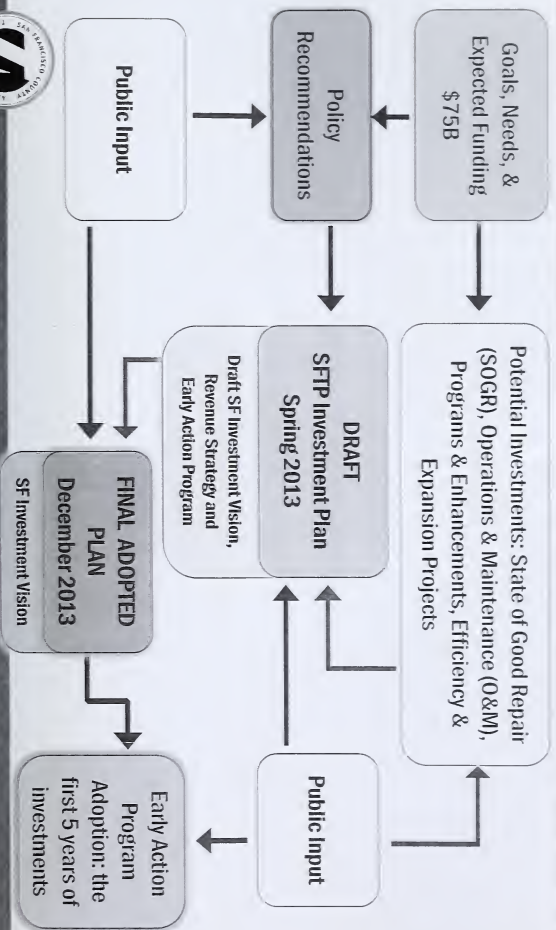 Goals, Needs, &
Expected Funding
$75B
Potential Investments: State of Good Repair
(SOGR), Operations & Maintenance (O&M),
Programs & Enhancements, Efficiency &
Expansion Projects
Policy
Recommendations
DRAFT
SFTP Investment Plan
Spring 2013
Draft SF Investment Vision,
Revenue Strategy and
Early Action Program
Public Input
Public Input
FINAL ADOPTED
PLAN
December 2013
SF Investment Vision
Early Action
Program
Adoption: the
first 5 years of
investments
SAN FRANCISCO COUNTY